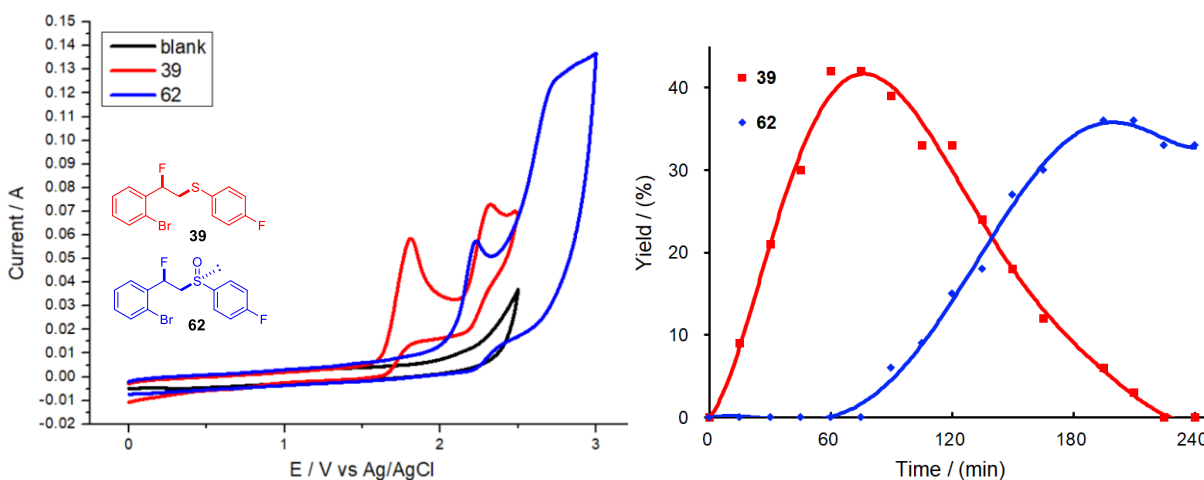 0.15
0.14
0.13
0.12
0.11
0.10
0.09
0.08
0.07
0.06
0.05
0.04
0.03
0.02
0.01
0.00
-0.01
-0.02
Current / A
blank
39
62
F
S
Br
F
39
F
O
S
Br
F
62
0 1 2 3
E / V vs Ag/AgCl
40
30
20
10
0
Yield / (%)
39
62
0 60 120 180 240
Time / (min)